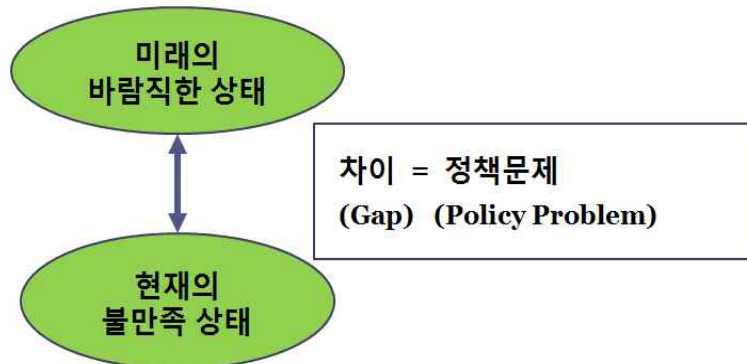 미래의
바람직한 상태
차이 = 정책문제
(Gap) (Policy Problem)
현재의
불만족 상태